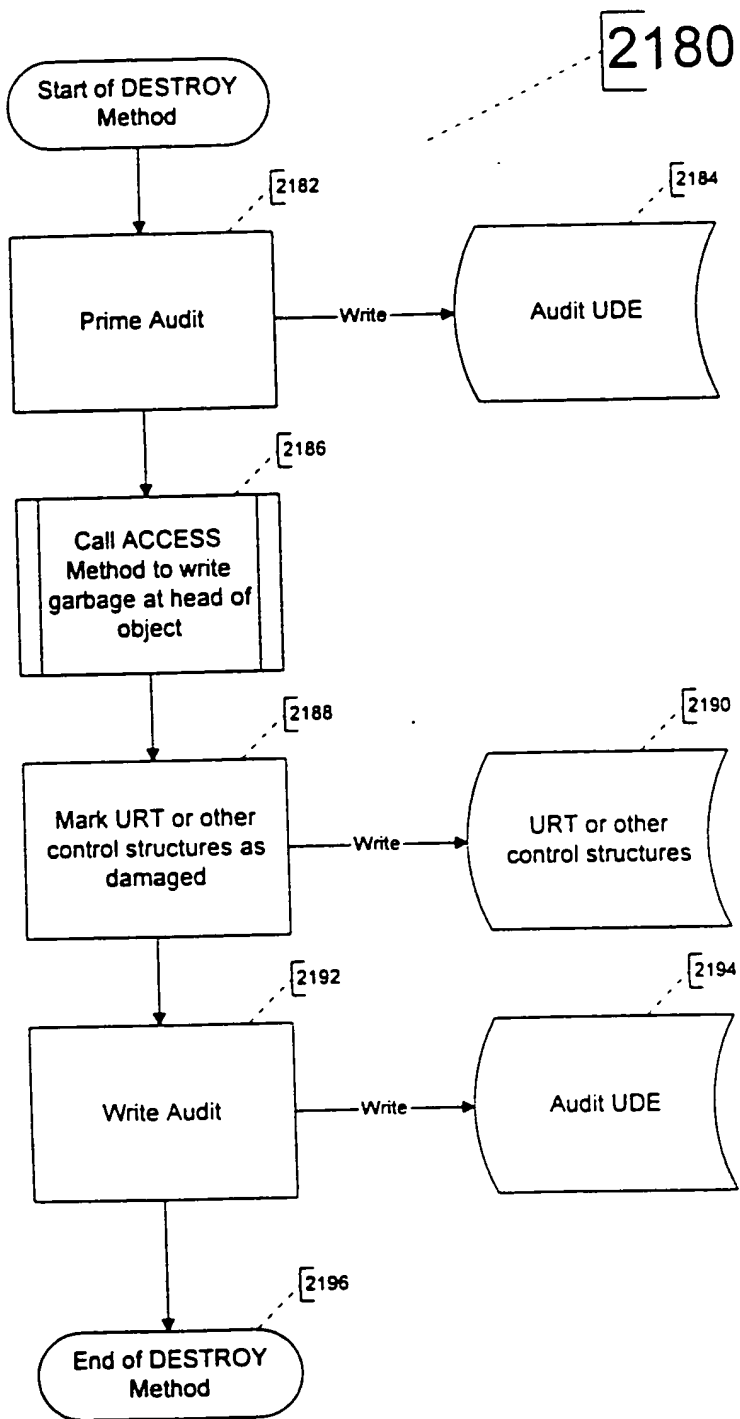 2180
Start of DESTROY
Method
2182
2184
Prime Audit
Write
Audit UDE
2186
Call ACCESS
Method to write
garbage at head of
object
2188
2190
Mark URT or other
control structures as
damaged
Write
URT or other
control structures
2192
2194
Write Audit
Write
Audit UDE
2196
End of DESTROY
Method